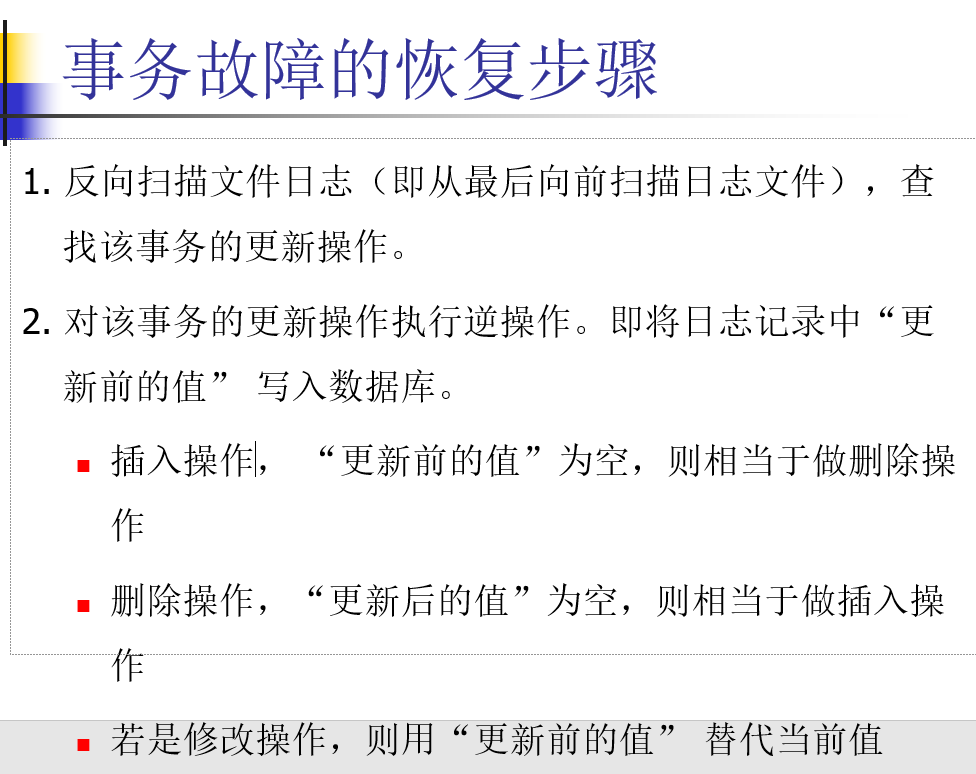 事务故障的恢复步骤
1. 反向扫描文件日志（即从最后向前扫描日志文件），查
找该事务的更新操作。
2. 对该事务的更新操作执行逆操作。即将日志记录中“更
新前的值” 写入数据库。
插入操作， “更新前的值”为空，则相当于做删除操
作
删除操作，“更新后的值”为空，则相当于做插入操
作
若是修改操作，则用“更新前的值” 替代当前值